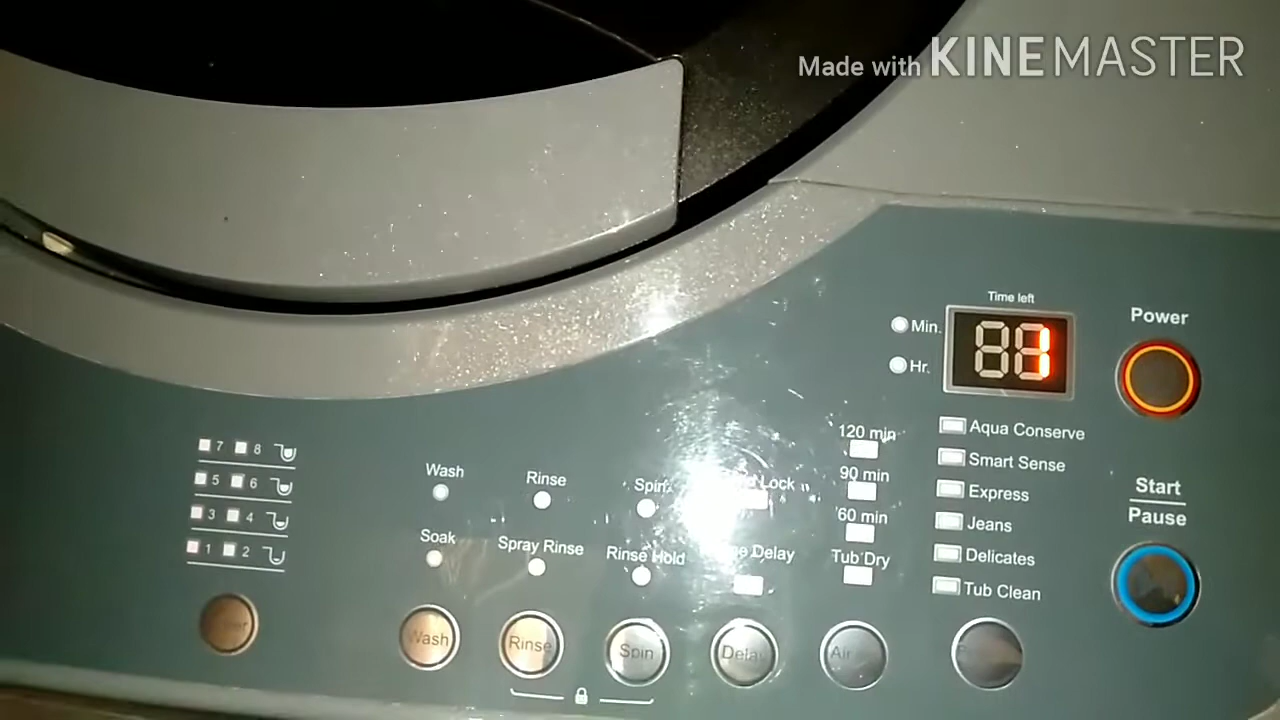 Made with KINEMASTER
Time left
Min.
Hr.
Power
Start
Pause
Aqua Conserve
Smart Sense
Express
Jeans
Delicates
Tub Clean
120 min
90 min
60 min
Tub Dry
7 8
5 6
3 4
1 2
Wash
Rinse
Spin
Lock
Soak
Spray Rinse
Rinse Hold
Delay
Wash
Rinse
Spin
Delay
Air